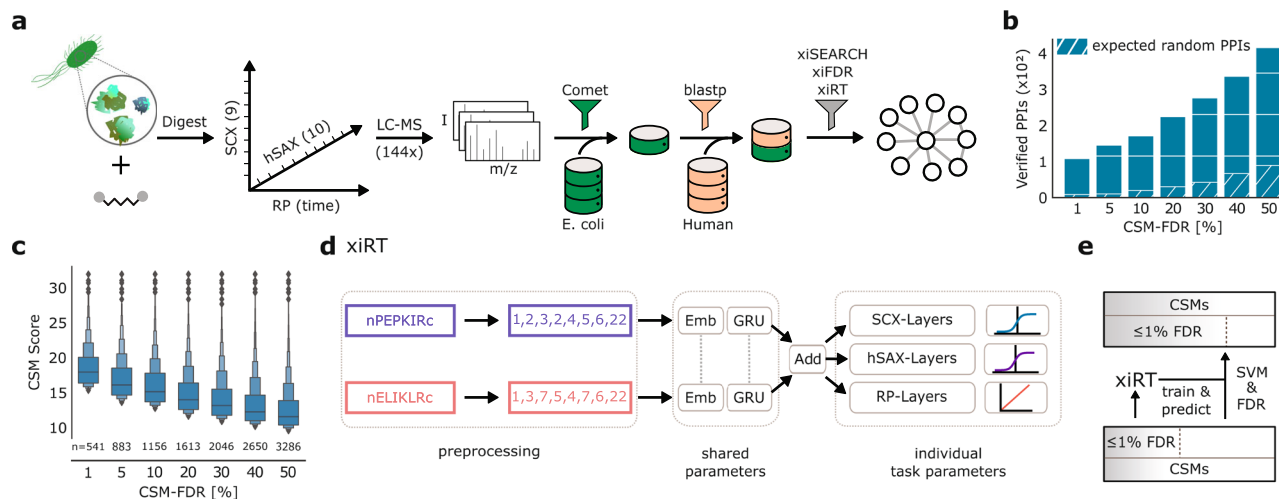 a
Digest
SCX (9)
hSAX (10)
RP (time)
LC-MS
(144x)
I
m/z
Comet
E. coli
blastp
Human
xiSEARCH
xiFDR
xiRT
b
expected random PPIs
Verified PPIs (x10²)
4
3
2
1
0
1 5 10 20 30 40 50
CSM-FDR [%]
c
CSM Score
30
25
20
15
10
n=541 883 1156 1613 2046 2650 3286
1 5 10 20 30 40 50
CSM-FDR [%]
d xiRT
nPEPKIRc
1,2,3,2,4,5,6,22
Emb GRU
nELIKLRc
1,3,7,5,4,7,6,22
Emb GRU
Add
SCX-Layers
hSAX-Layers
RP-Layers
preprocessing
shared
parameters
individual
task parameters
e
CSMs
≤1% FDR
xiRT
train &
predict
SVM
&
FDR
≤1% FDR
CSMs